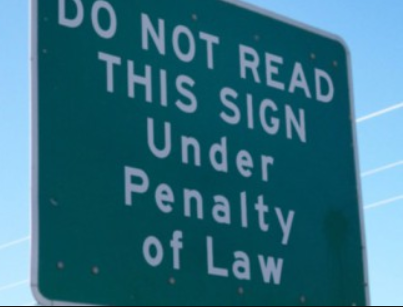 DO NOT READ
THIS SIGN
Under
Penalty
of Law